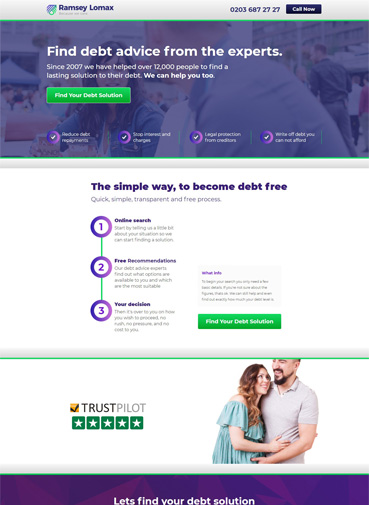 Ramsey Lomax
0203 687 27 27
Call Now
Find debt advice from the experts.
Since 2007 we have helped over 12,000 people to find a
lasting solution to their debt. We can help you too.
Find Your Debt Solution
Reduce debt
repayments
Stop interest and
charges
Legal protection
from creditors
Write off debt you
can not afford
The simple way, to become debt free
Quick, simple, transparent and free process.
1
Online search
Start by telling us a little bit
about your situation so we
can start finding a solution.
2
Free Recommendations
Our debt advice experts
find out what options
are available to you and which
are the most suitable
3
Your decision
Then it's over to you on how
you wish to proceed, no
rush, no pressure, and no
cost to you.
What info
To begin your search you only need a few
basic details. If you're not sure about the
figures, thats ok. We can still help and even
find out exactly how much your debt level is.
Find Your Debt Solution
TRUSTPILOT
Lets find your debt solution